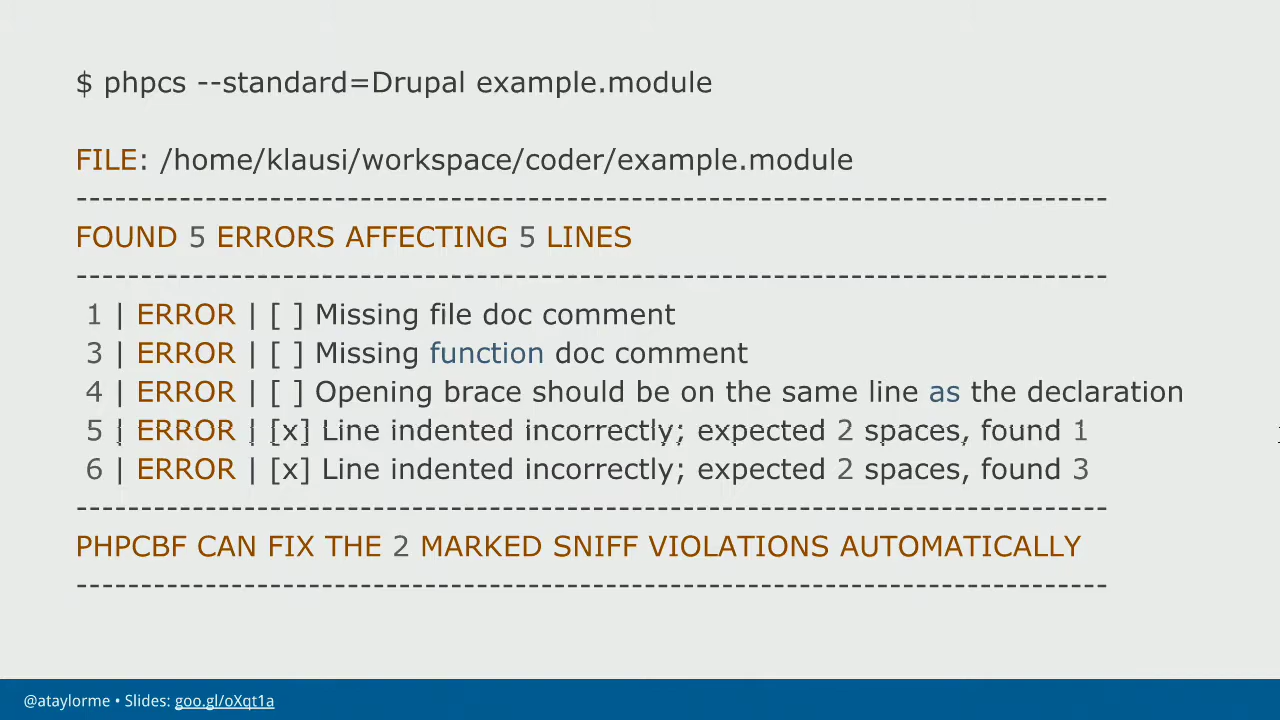 $ phpcs --standard=Drupal example.module
FILE: /home/klausi/workspace/coder/example.module
--------------------------------------------------------------------------------
FOUND 5 ERRORS AFFECTING 5 LINES
--------------------------------------------------------------------------------
1 | ERROR | [ ] Missing file doc comment
3 | ERROR | [ ] Missing function doc comment
4 | ERROR | [ ] Opening brace should be on the same line as the declaration
5 | ERROR | [x] Line indented incorrectly; expected 2 spaces, found 1
6 | ERROR | [x] Line indented incorrectly; expected 2 spaces, found 3
--------------------------------------------------------------------------------
PHPCBF CAN FIX THE 2 MARKED SNIFF VIOLATIONS AUTOMATICALLY
--------------------------------------------------------------------------------
@ataylorme • Slides: goo.gl/oXqt1a